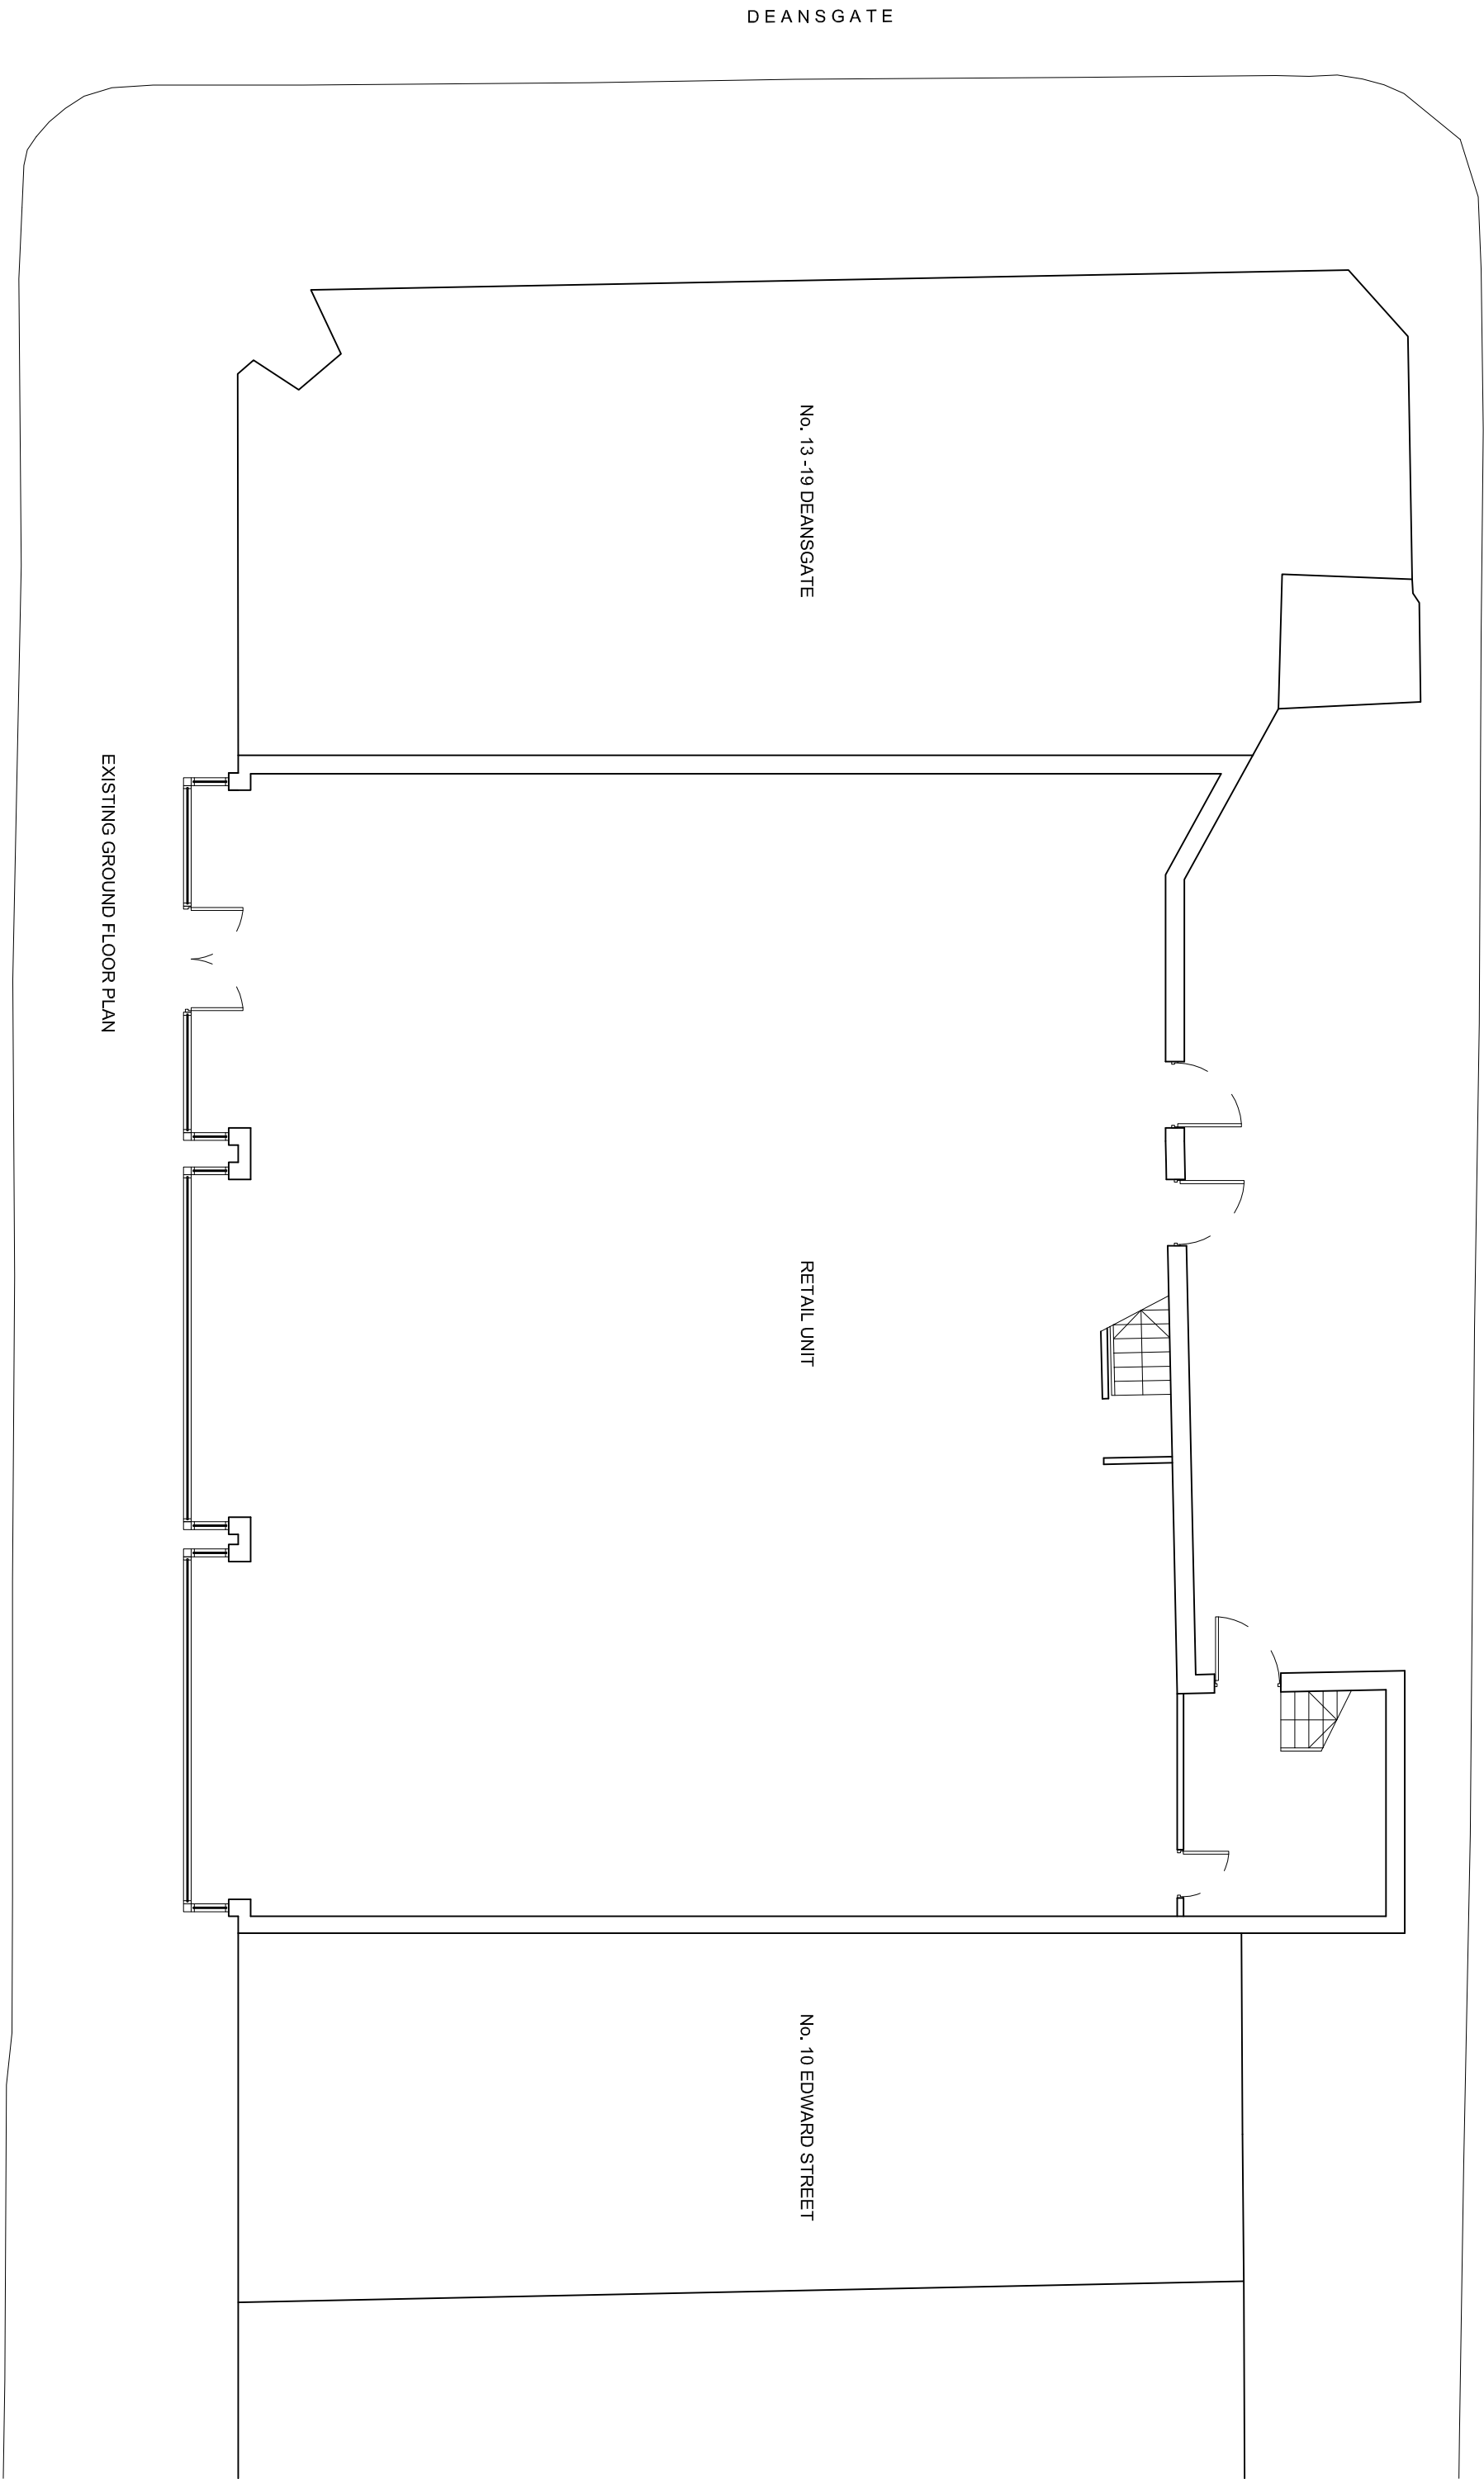 DEANSGATE
No. 13 -19 DEANSGATE
EXISTING GROUND FLOOR PLAN
RETAIL UNIT
No. 10 EDWARD STREET